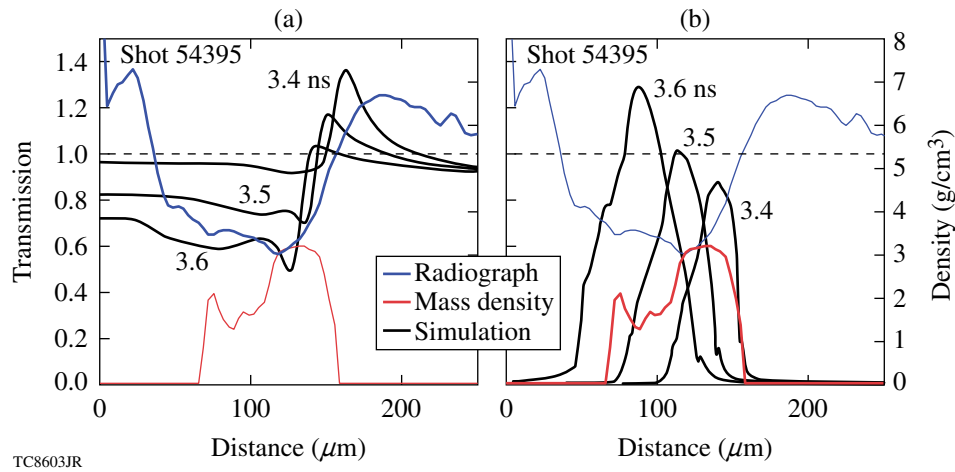 (a)
(b)
Shot 54395
Shot 54395
1.4
1.2
1.0
0.8
0.6
0.4
0.2
0.0
Transmission
3.4 ns
3.5
3.6
3.6 ns
3.5
3.4
8
7
6
5
4
3
2
1
0
Density (g/cm³)
Radiograph
Mass density
Simulation
0
100
200
0
100
200
Distance (μm)
Distance (μm)
TC8603JR